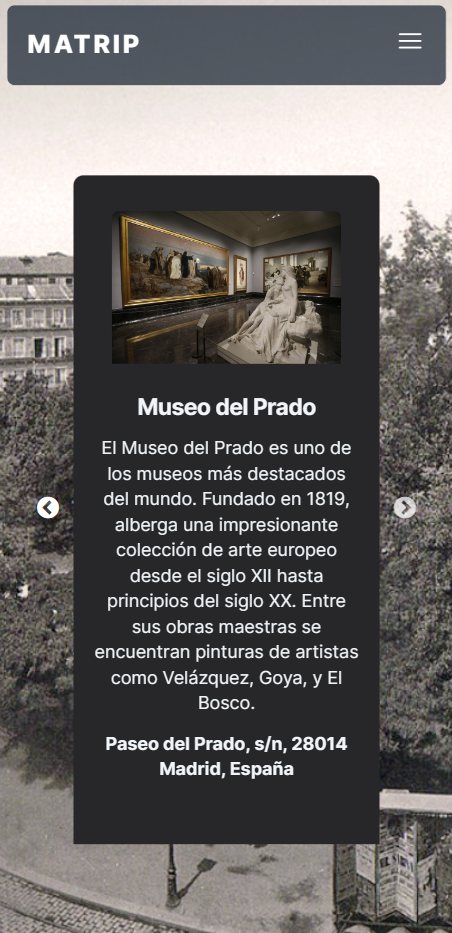 MATRIP
Museo del Prado
El Museo del Prado es uno de
los museos más destacados
del mundo. Fundado en 1819,
alberga una impresionante
colección de arte europeo
desde el siglo XII hasta
principios del siglo XX. Entre
sus obras maestras se
encuentran pinturas de artistas
como Velázquez, Goya, y El
Bosco.
Paseo del Prado, s/n, 28014
Madrid, España